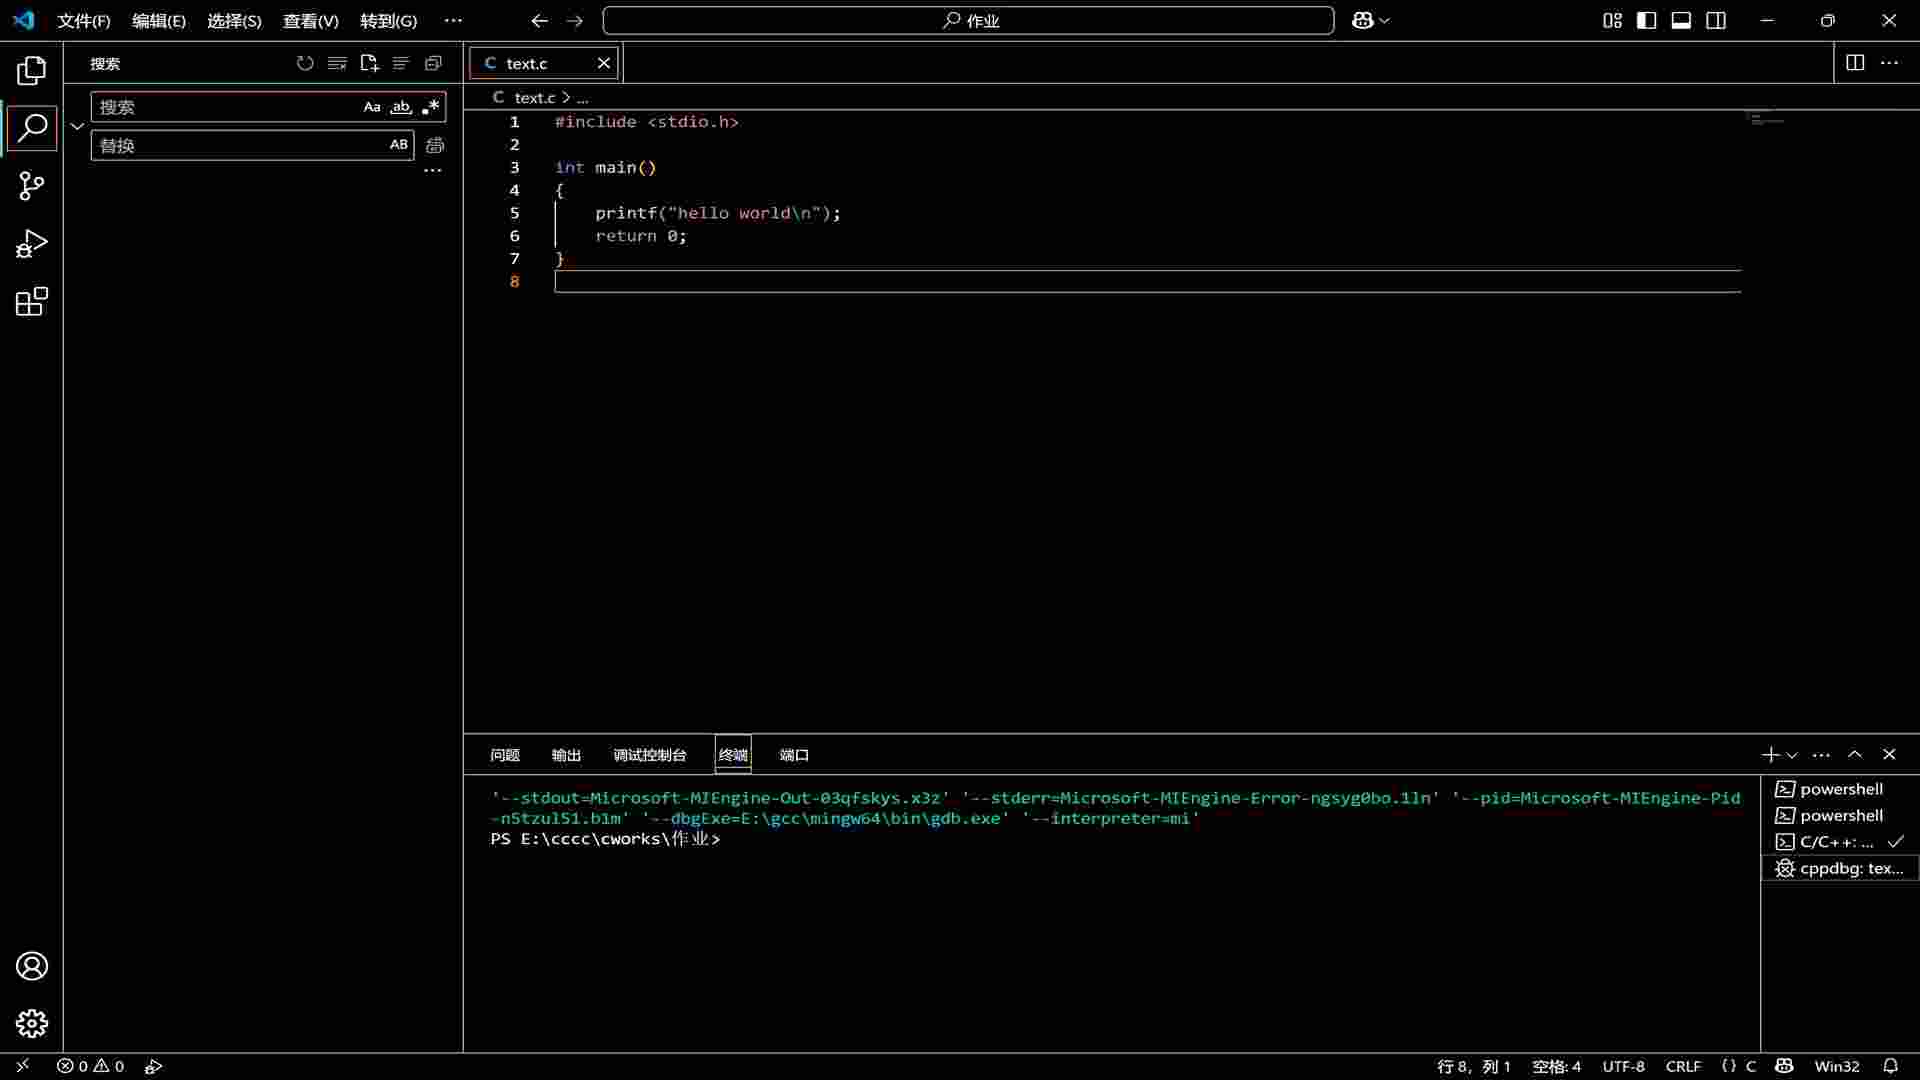 文件(F) 编辑(E) 选择(S) 查看(V) 转到(G) ··· 作业
搜索
text.c
搜索 Aa ab .*
替换 AB
···
text.c > ...
1 #include <stdio.h>
2
3 int main()
4 {
5 printf("hello world\n");
6 return 0;
7 }
8
问题 输出 调试控制台 终端 端口
'--stdout=Microsoft-MIEngine-Out-03qfskys.x3z' '--stderr=Microsoft-MIEngine-Error-ngsyg0bo.1ln' '--pid=Microsoft-MIEngine-Pid
-n5tzul51.b1m' '--dbgExe=E:\gcc\mingw64\bin\gdb.exe' '--interpreter=mi'
PS E:\cccc\cworks\作业>
powershell
powershell
C/C++: ...
cppdbg: tex...
0 0
行 8，列 1 空格: 4 UTF-8 CRLF {} C Win32